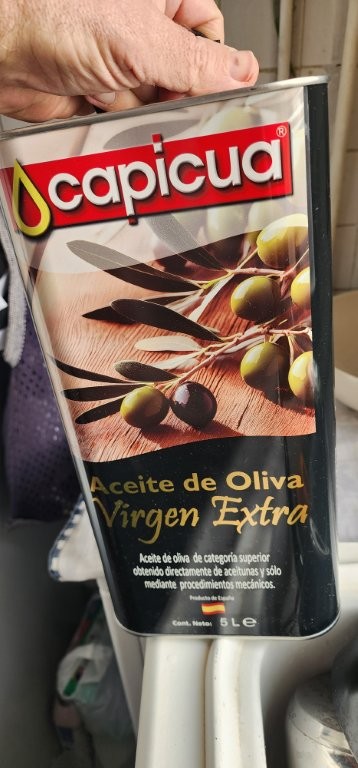 capicua®
Aceite de Oliva
Virgen Extra
Aceite de oliva de categoría superior
obtenido directamente de aceitunas y sólo
mediante procedimientos mecánicos.
Producto de España
Cont. Neto: 5 L e